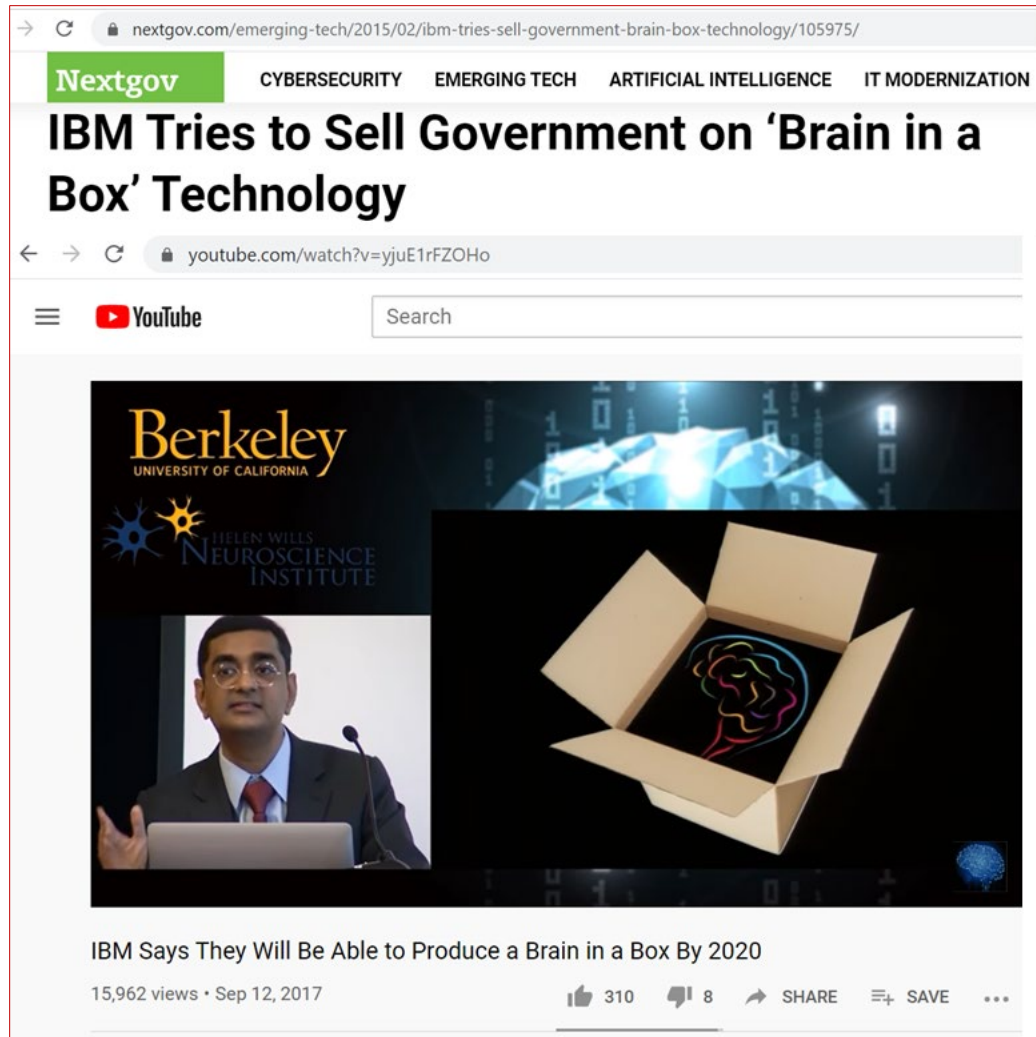 nextgov.com/emerging-tech/2015/02/ibm-tries-sell-government-brain-box-technology/105975/
Nextgov CYBERSECURITY EMERGING TECH ARTIFICIAL INTELLIGENCE IT MODERNIZATION
IBM Tries to Sell Government on ‘Brain in a
Box’ Technology
youtube.com/watch?v=yjuE1rFZOHo
YouTube Search
Berkeley
UNIVERSITY OF CALIFORNIA
HELEN WILLS
NEUROSCIENCE
INSTITUTE
IBM Says They Will Be Able to Produce a Brain in a Box By 2020
15,962 views • Sep 12, 2017 310 8 SHARE SAVE